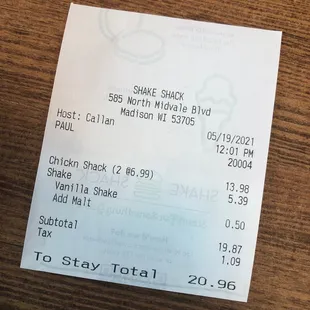 SHAKE SHACK
585 North Midvale Blvd
Madison WI 53705
Host: Callan 05/19/2021
PAUL 12:01 PM
20004
Chickn Shack (2 @6.99) 13.98
Shake 5.39
Vanilla Shake
Add Malt 0.50
Subtotal 19.87
Tax 1.09
To Stay Total 20.96